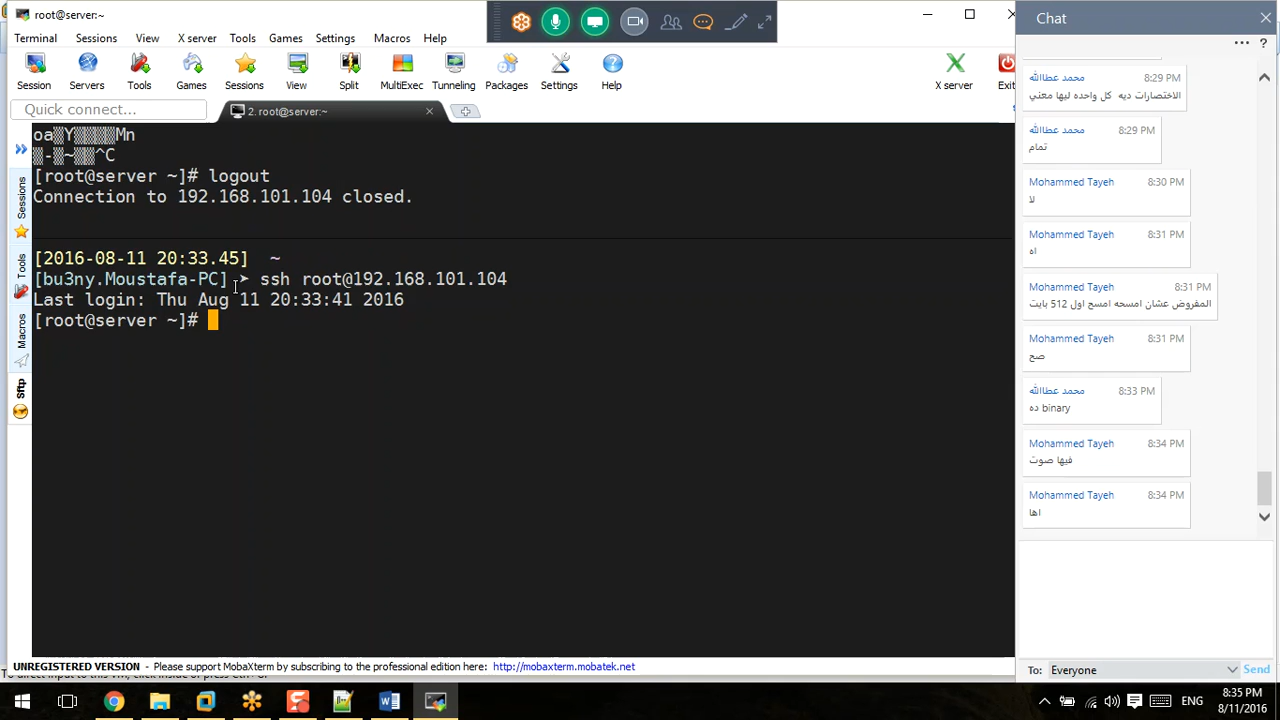 root@server:~
Terminal Sessions View X server Tools Games Settings Macros Help
Session Servers Tools Games Sessions View Split MultiExec Tunneling Packages Settings Help X server Exit
Quick connect...
2. root@server:~
oa▒Y▒▒▒▒Mn
▒-▒~▒▒^C
[root@server ~]# logout
Connection to 192.168.101.104 closed.
[2016-08-11 20:33.45] ~
[bu3ny.Moustafa-PC] ➤ ssh root@192.168.101.104
Last login: Thu Aug 11 20:33:41 2016
[root@server ~]#
Sessions
Tools
Macros
Sftp
UNREGISTERED VERSION - Please support MobaXterm by subscribing to the professional edition here: http://mobaxterm.mobatek.net
Chat
... ?
محمد عطاالله 8:29 PM
الاختصارات ديه كل واحده ليها معني
محمد عطاالله 8:29 PM
تمام
Mohammed Tayeh 8:30 PM
لا
Mohammed Tayeh 8:31 PM
اه
Mohammed Tayeh 8:31 PM
المفروض عشان امسحه امسح اول 512 بايت
Mohammed Tayeh 8:31 PM
صح
محمد عطاالله 8:33 PM
ده binary
Mohammed Tayeh 8:34 PM
فيها صوت
Mohammed Tayeh 8:34 PM
اها
To: Everyone Send
ENG
8:35 PM
8/11/2016